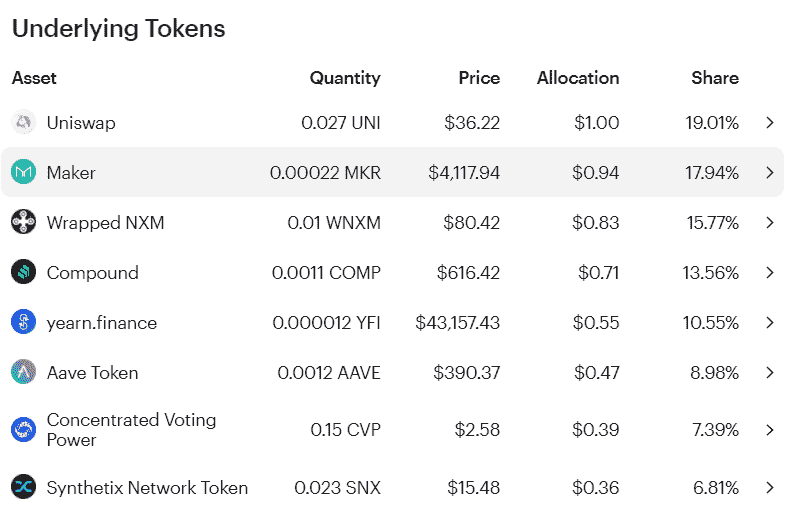 Underlying Tokens
Asset Quantity Price Allocation Share
Uniswap 0.027 UNI $36.22 $1.00 19.01%
Maker 0.00022 MKR $4,117.94 $0.94 17.94%
Wrapped NXM 0.01 WNXM $80.42 $0.83 15.77%
Compound 0.0011 COMP $616.42 $0.71 13.56%
yearn.finance 0.000012 YFI $43,157.43 $0.55 10.55%
Aave Token 0.0012 AAVE $390.37 $0.47 8.98%
Concentrated Voting
Power 0.15 CVP $2.58 $0.39 7.39%
Synthetix Network Token 0.023 SNX $15.48 $0.36 6.81%